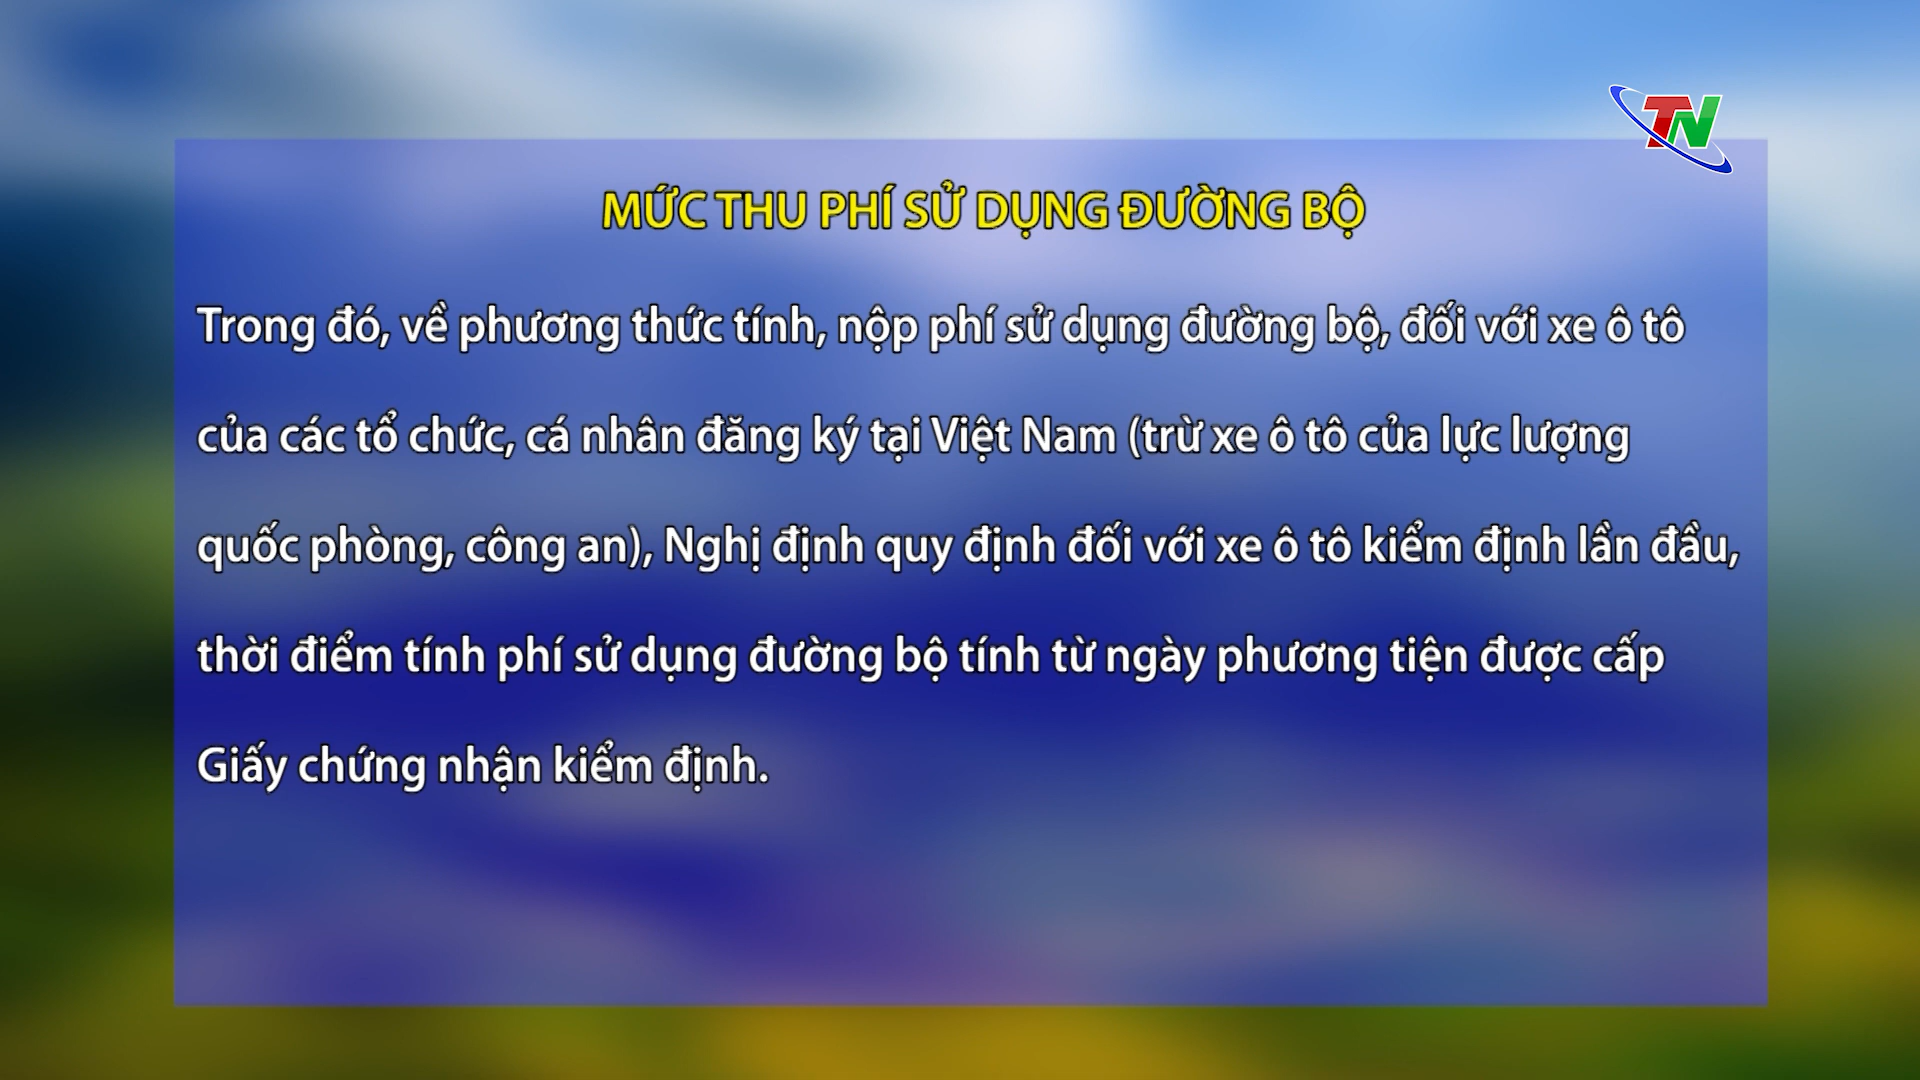 TN
MỨC THU PHÍ SỬ DỤNG ĐƯỜNG BỘ
Trong đó, về phương thức tính, nộp phí sử dụng đường bộ, đối với xe ô tô
của các tổ chức, cá nhân đăng ký tại Việt Nam (trừ xe ô tô của lực lượng
quốc phòng, công an), Nghị định quy định đối với xe ô tô kiểm định lần đầu,
thời điểm tính phí sử dụng đường bộ tính từ ngày phương tiện được cấp
Giấy chứng nhận kiểm định.